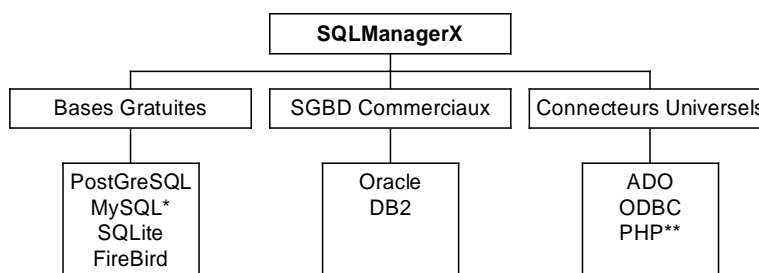 SQLManagerX
Bases Gratuites
SGBD Commerciaux
Connecteurs Universels
PostGreSQL
MySQL*
SQLite
FireBird
Oracle
DB2
ADO
ODBC
PHP**